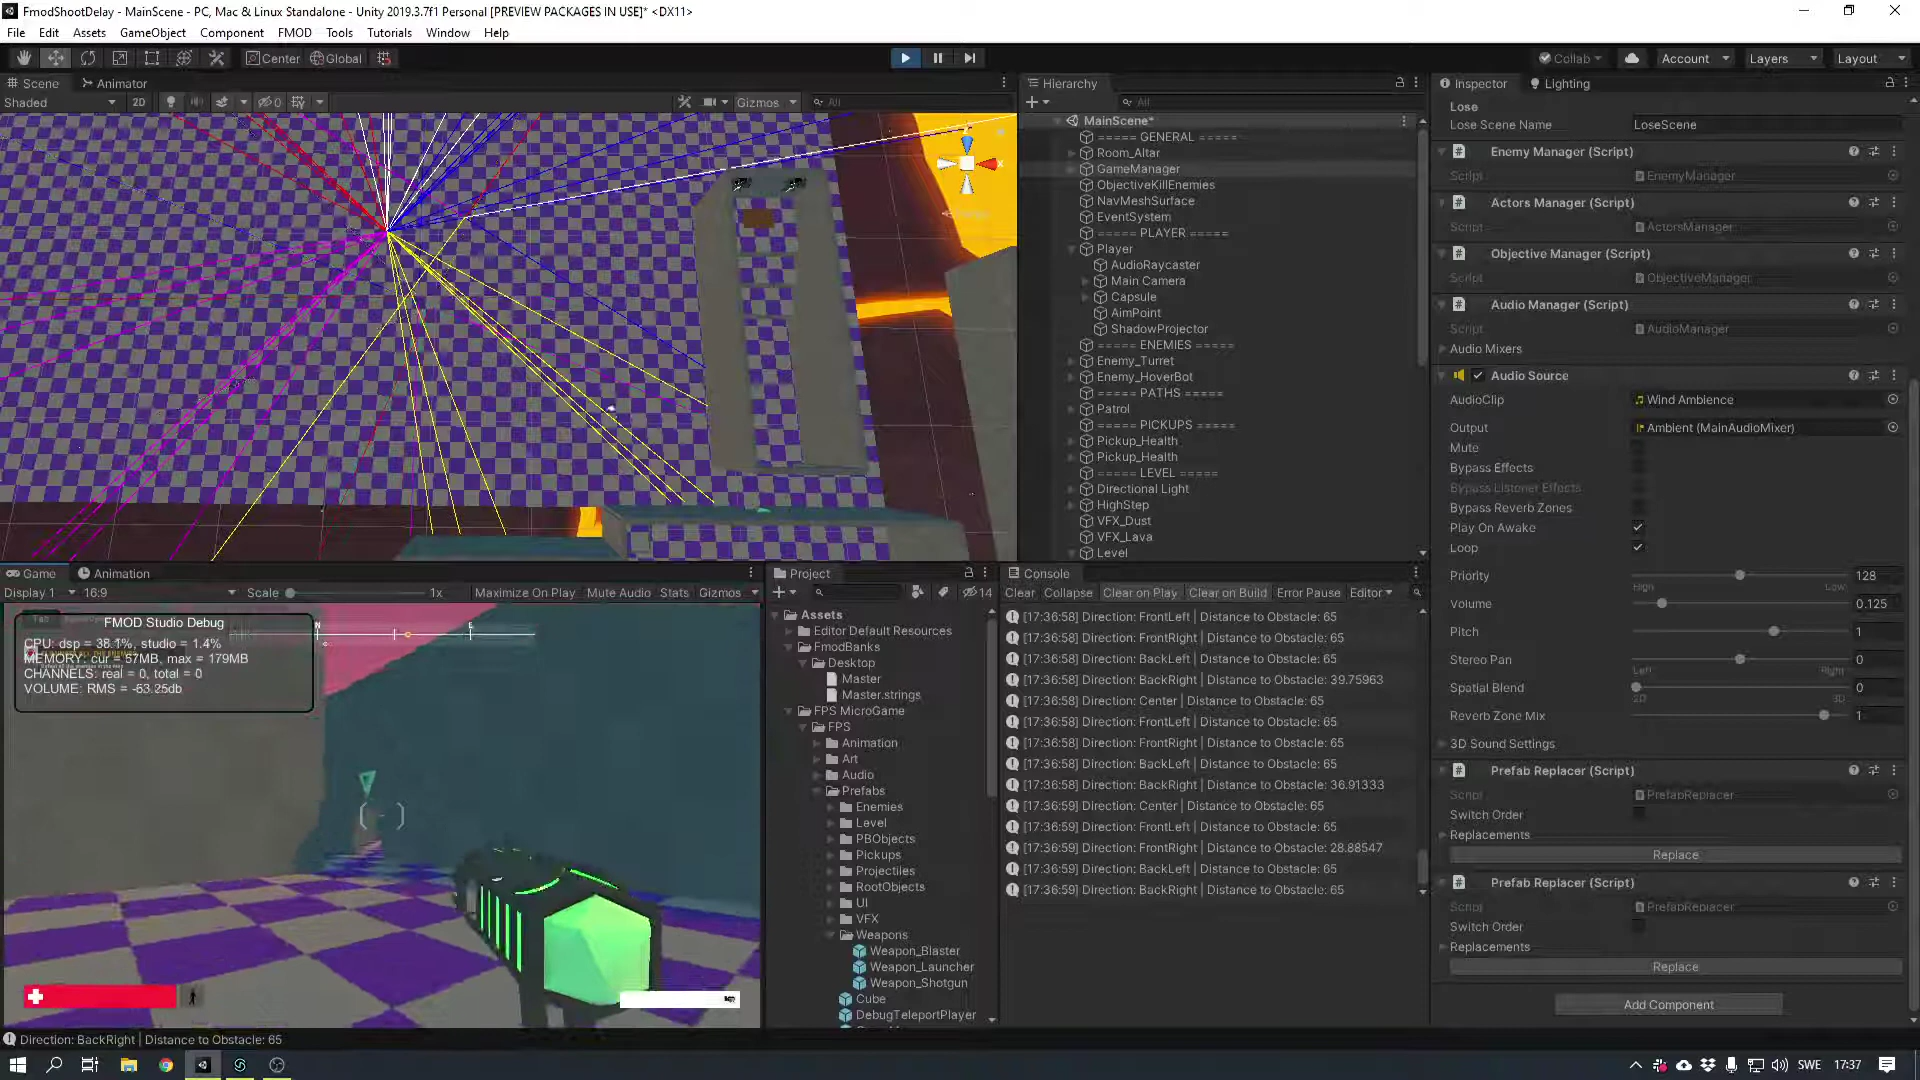 FmodShootDelay - MainScene - PC, Mac & Linux Standalone - Unity 2019.3.7f1 Personal [PREVIEW PACKAGES IN USE]* <DX11>
File Edit Assets GameObject Component FMOD Tools Tutorials Window Help
Center Global Collab Account Layers Layout
Scene Animator
Shaded 2D 0 Gizmos All
Hierarchy
All
MainScene*
===== GENERAL =====
Room_Altar
GameManager
ObjectiveKillEnemies
NavMeshSurface
EventSystem
===== PLAYER =====
Player
AudioRaycaster
Main Camera
Capsule
AimPoint
ShadowProjector
===== ENEMIES =====
Enemy_Turret
Enemy_HoverBot
===== PATHS =====
Patrol
===== PICKUPS =====
Pickup_Health
Pickup_Health
===== LEVEL =====
Directional Light
HighStep
VFX_Dust
VFX_Lava
Level
Inspector Lighting
Lose
Lose Scene Name LoseScene
Enemy Manager (Script)
Script EnemyManager
Actors Manager (Script)
Script ActorsManager
Objective Manager (Script)
Script ObjectiveManager
Audio Manager (Script)
Script AudioManager
Audio Mixers
Audio Source
AudioClip Wind Ambience
Output Ambient (MainAudioMixer)
Mute
Bypass Effects
Bypass Listener Effects
Bypass Reverb Zones
Play On Awake
Loop
Priority 128
High Low
Volume 0.125
Pitch 1
Stereo Pan 0
Left Right
Spatial Blend 0
2D 3D
Reverb Zone Mix 1
3D Sound Settings
Prefab Replacer (Script)
Script PrefabReplacer
Switch Order
Replacements
Replace
Prefab Replacer (Script)
Script PrefabReplacer
Switch Order
Replacements
Replace
Add Component
Game Animation
Display 1 16:9 Scale 1x Maximize On Play Mute Audio Stats Gizmos
Tab
FMOD Studio Debug
CPU: dsp = 38.1%, studio = 1.4%
MEMORY: cur = 57MB, max = 179MB
CHANNELS: real = 0, total = 0
VOLUME: RMS = -63.25db
N E
Project
14
Assets
Editor Default Resources
FmodBanks
Desktop
Master
Master.strings
FPS MicroGame
FPS
Animation
Art
Audio
Prefabs
Enemies
Level
PBObjects
Pickups
Projectiles
RootObjects
UI
VFX
Weapons
Weapon_Blaster
Weapon_Launcher
Weapon_Shotgun
Cube
DebugTeleportPlayer
Console
Clear Collapse Clear on Play Clear on Build Error Pause Editor
[17:36:58] Direction: FrontLeft | Distance to Obstacle: 65
[17:36:58] Direction: FrontRight | Distance to Obstacle: 65
[17:36:58] Direction: BackLeft | Distance to Obstacle: 65
[17:36:58] Direction: BackRight | Distance to Obstacle: 39.75963
[17:36:58] Direction: Center | Distance to Obstacle: 65
[17:36:58] Direction: FrontLeft | Distance to Obstacle: 65
[17:36:58] Direction: FrontRight | Distance to Obstacle: 65
[17:36:58] Direction: BackLeft | Distance to Obstacle: 65
[17:36:58] Direction: BackRight | Distance to Obstacle: 36.91333
[17:36:59] Direction: Center | Distance to Obstacle: 65
[17:36:59] Direction: FrontLeft | Distance to Obstacle: 65
[17:36:59] Direction: FrontRight | Distance to Obstacle: 28.88547
[17:36:59] Direction: BackLeft | Distance to Obstacle: 65
[17:36:59] Direction: BackRight | Distance to Obstacle: 65
Direction: BackRight | Distance to Obstacle: 65
SWE 17:37